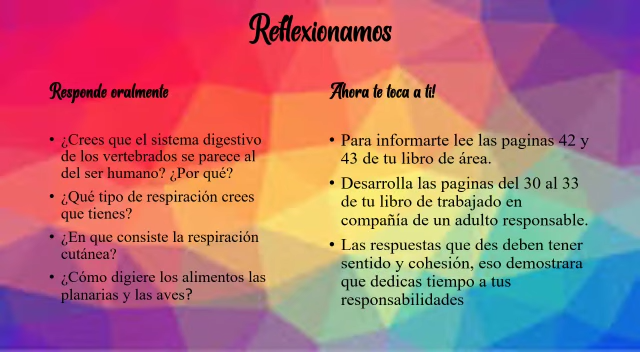 Reflexionamos
Responde oralmente
• ¿Crees que el sistema digestivo
de los vertebrados se parece al
del ser humano? ¿Por qué?
• ¿Qué tipo de respiración crees
que tienes?
• ¿En que consiste la respiración
cutánea?
• ¿Cómo digiere los alimentos las
planarias y las aves?
Ahora te toca a ti!
• Para informarte lee las paginas 42 y
43 de tu libro de área.
• Desarrolla las paginas del 30 al 33
de tu libro de trabajado en
compañía de un adulto responsable.
• Las respuestas que des deben tener
sentido y cohesión, eso demostrara
que dedicas tiempo a tus
responsabilidades